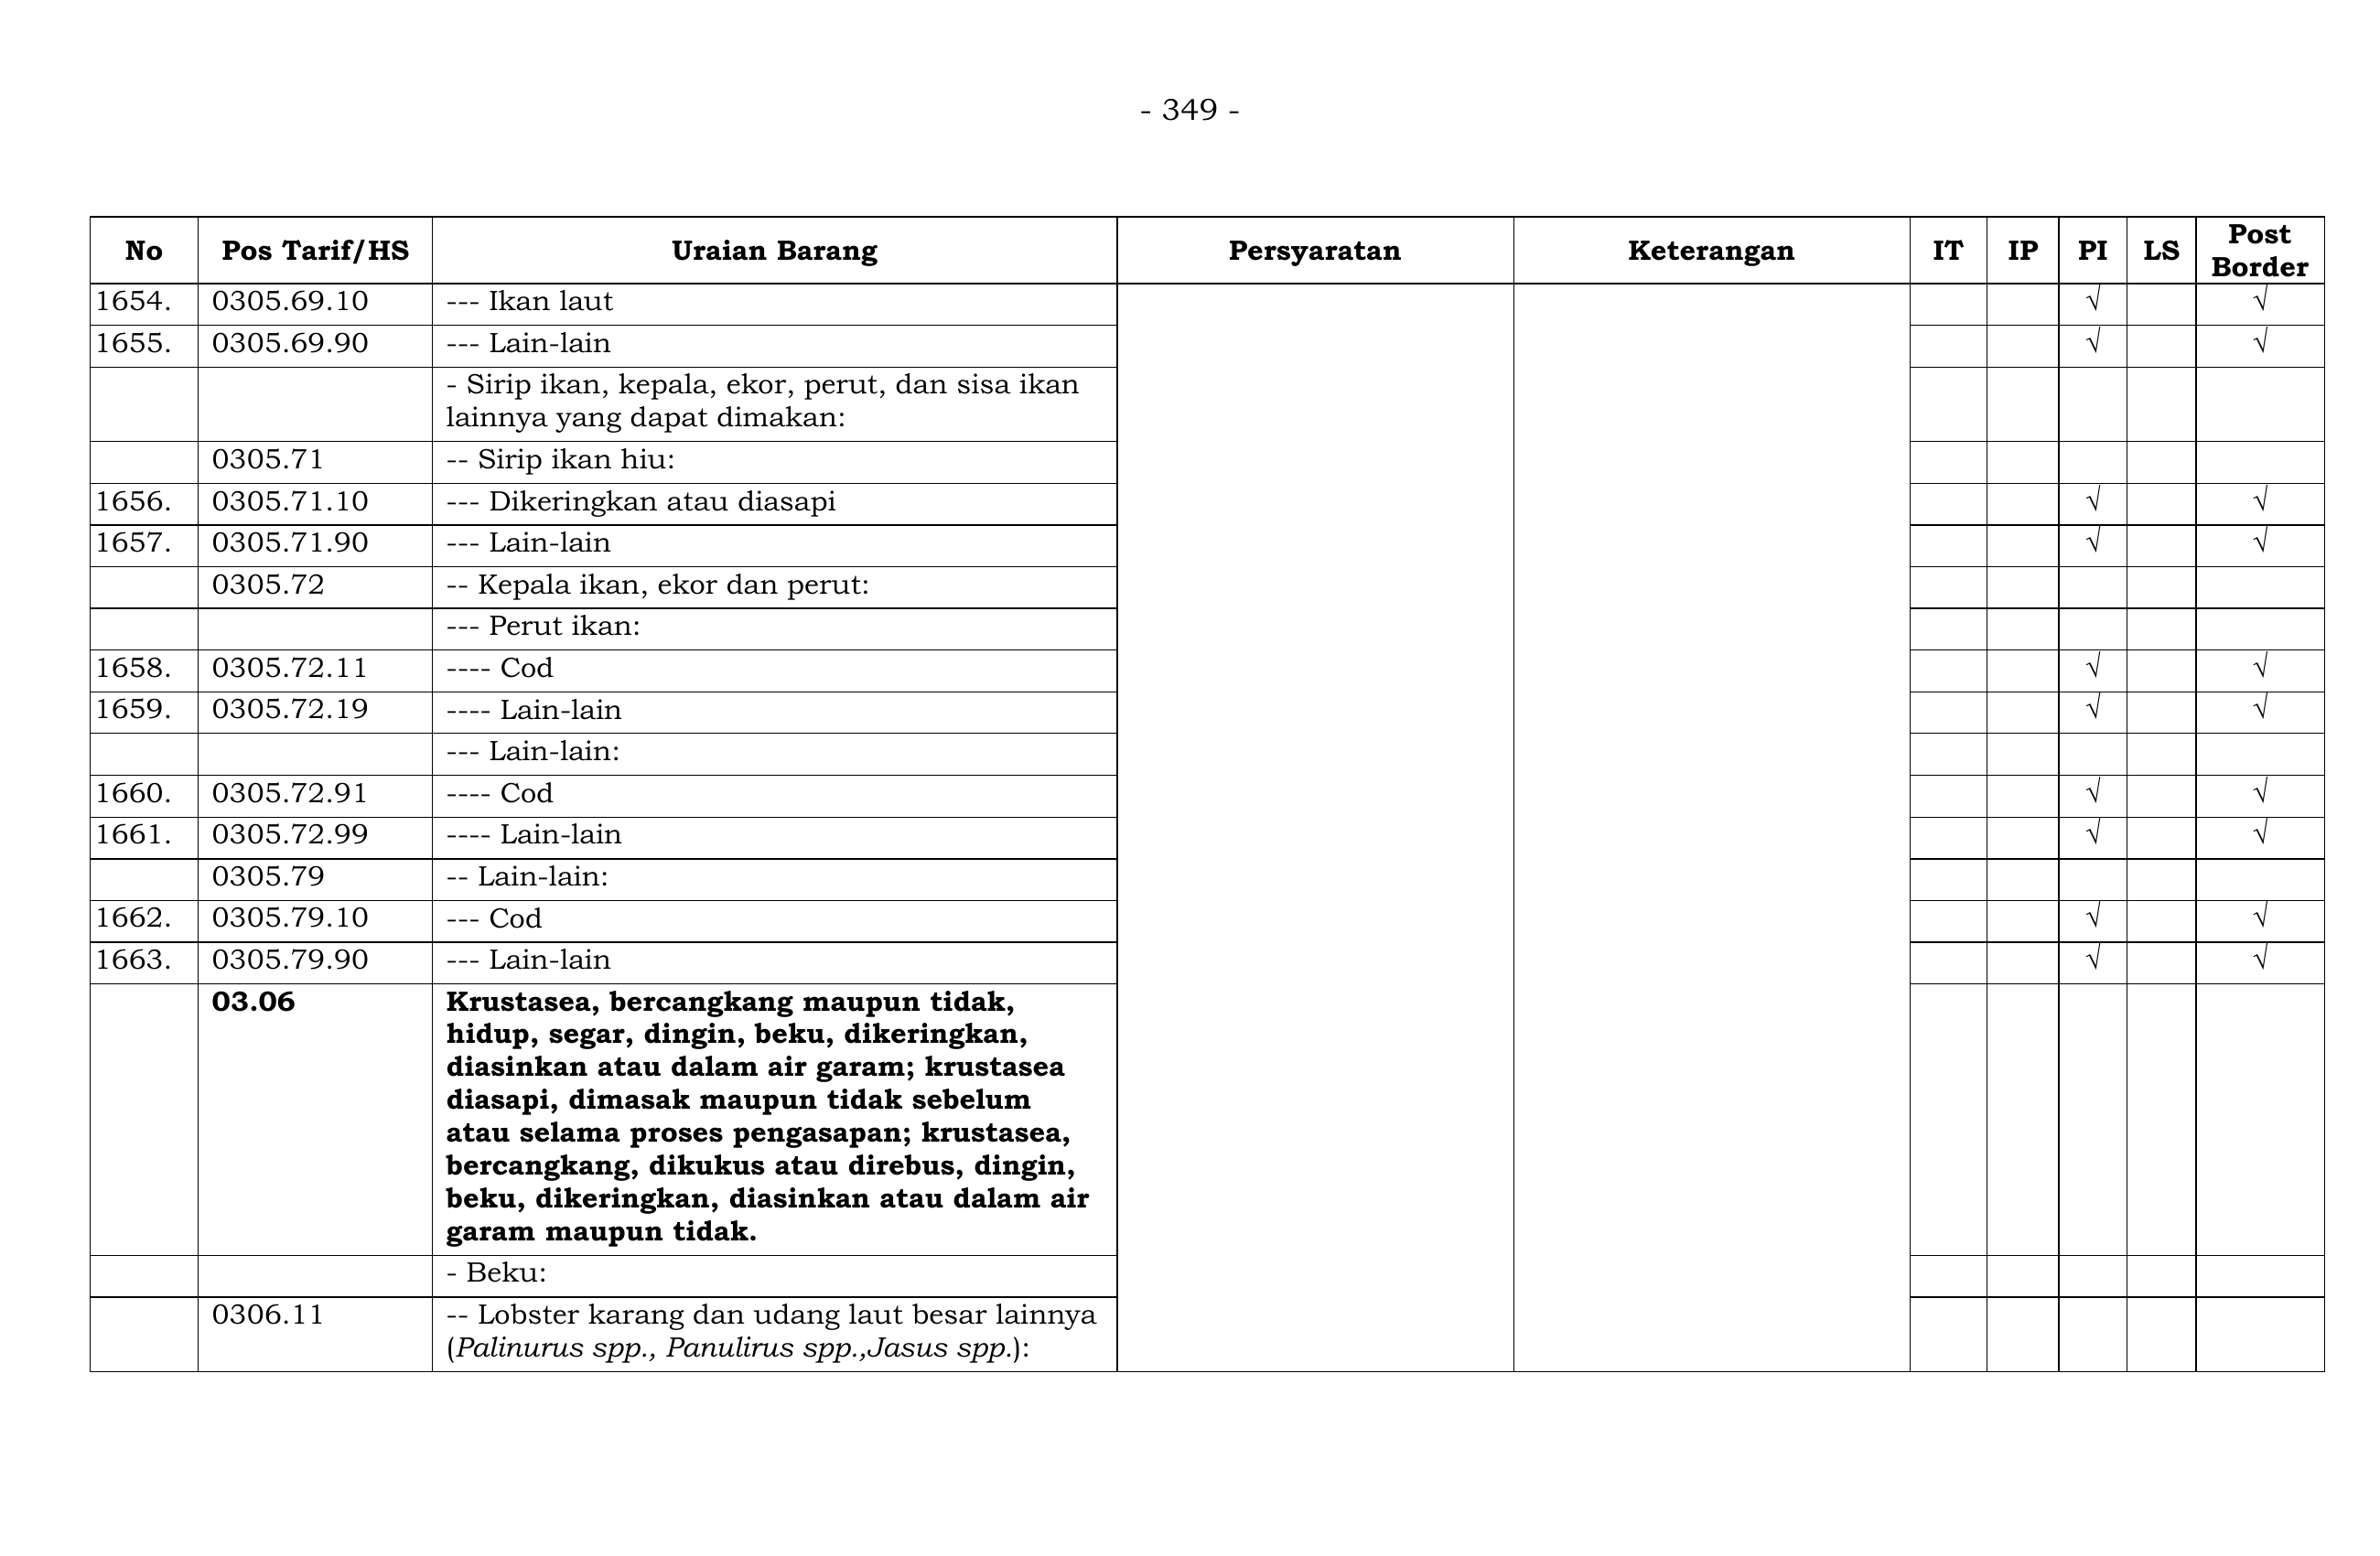 - 349 -
No Pos Tarif/HS Uraian Barang Persyaratan Keterangan IT IP PI LS Post Border
1654. 0305.69.10 --- Ikan laut √ √
1655. 0305.69.90 --- Lain-lain √ √
- Sirip ikan, kepala, ekor, perut, dan sisa ikan
lainnya yang dapat dimakan:
0305.71 -- Sirip ikan hiu:
1656. 0305.71.10 --- Dikeringkan atau diasapi √ √
1657. 0305.71.90 --- Lain-lain √ √
0305.72 -- Kepala ikan, ekor dan perut:
--- Perut ikan:
1658. 0305.72.11 ---- Cod √ √
1659. 0305.72.19 ---- Lain-lain √ √
--- Lain-lain:
1660. 0305.72.91 ---- Cod √ √
1661. 0305.72.99 ---- Lain-lain √ √
0305.79 -- Lain-lain:
1662. 0305.79.10 --- Cod √ √
1663. 0305.79.90 --- Lain-lain √ √
03.06 Krustasea, bercangkang maupun tidak,
hidup, segar, dingin, beku, dikeringkan,
diasinkan atau dalam air garam; krustasea
diasapi, dimasak maupun tidak sebelum
atau selama proses pengasapan; krustasea,
bercangkang, dikukus atau direbus, dingin,
beku, dikeringkan, diasinkan atau dalam air
garam maupun tidak.
- Beku:
0306.11 -- Lobster karang dan udang laut besar lainnya
(Palinurus spp., Panulirus spp.,Jasus spp.):